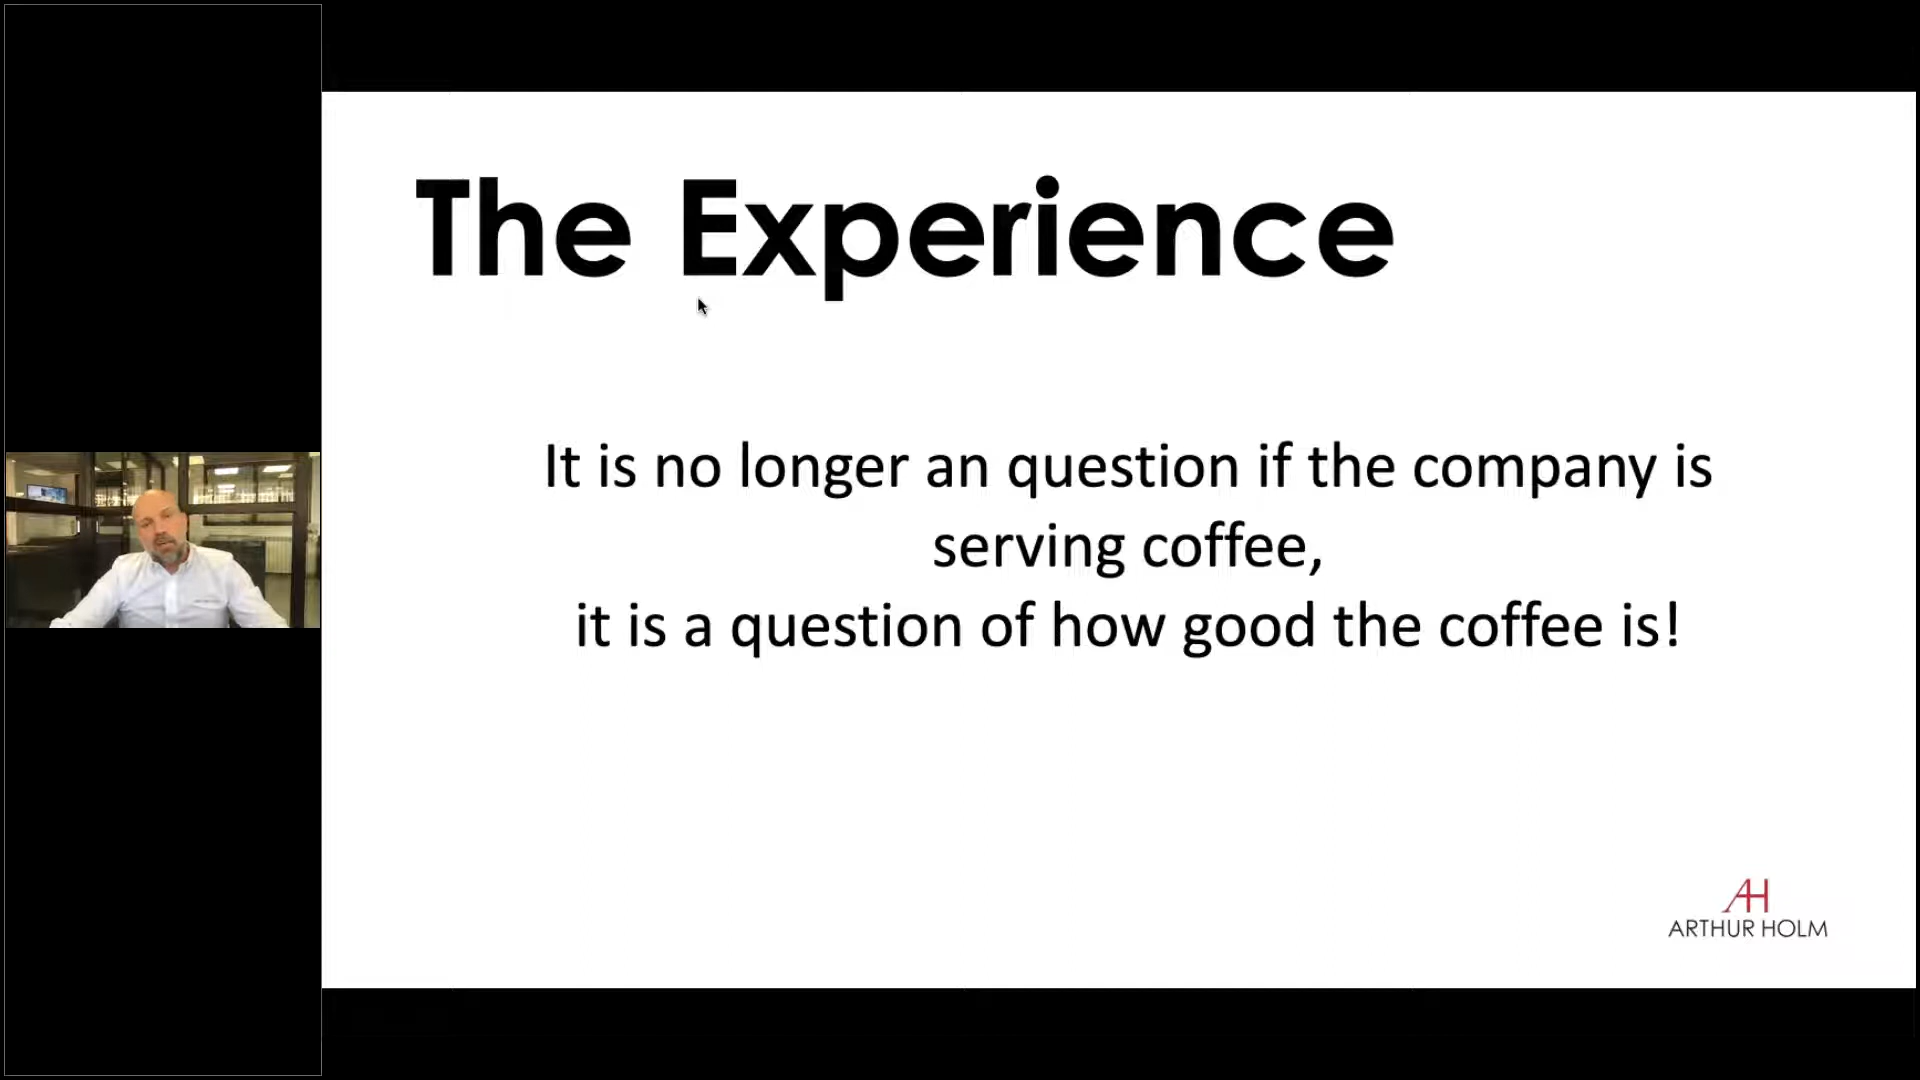 The Experience
It is no longer an question if the company is
serving coffee,
it is a question of how good the coffee is!
AH
ARTHUR HOLM